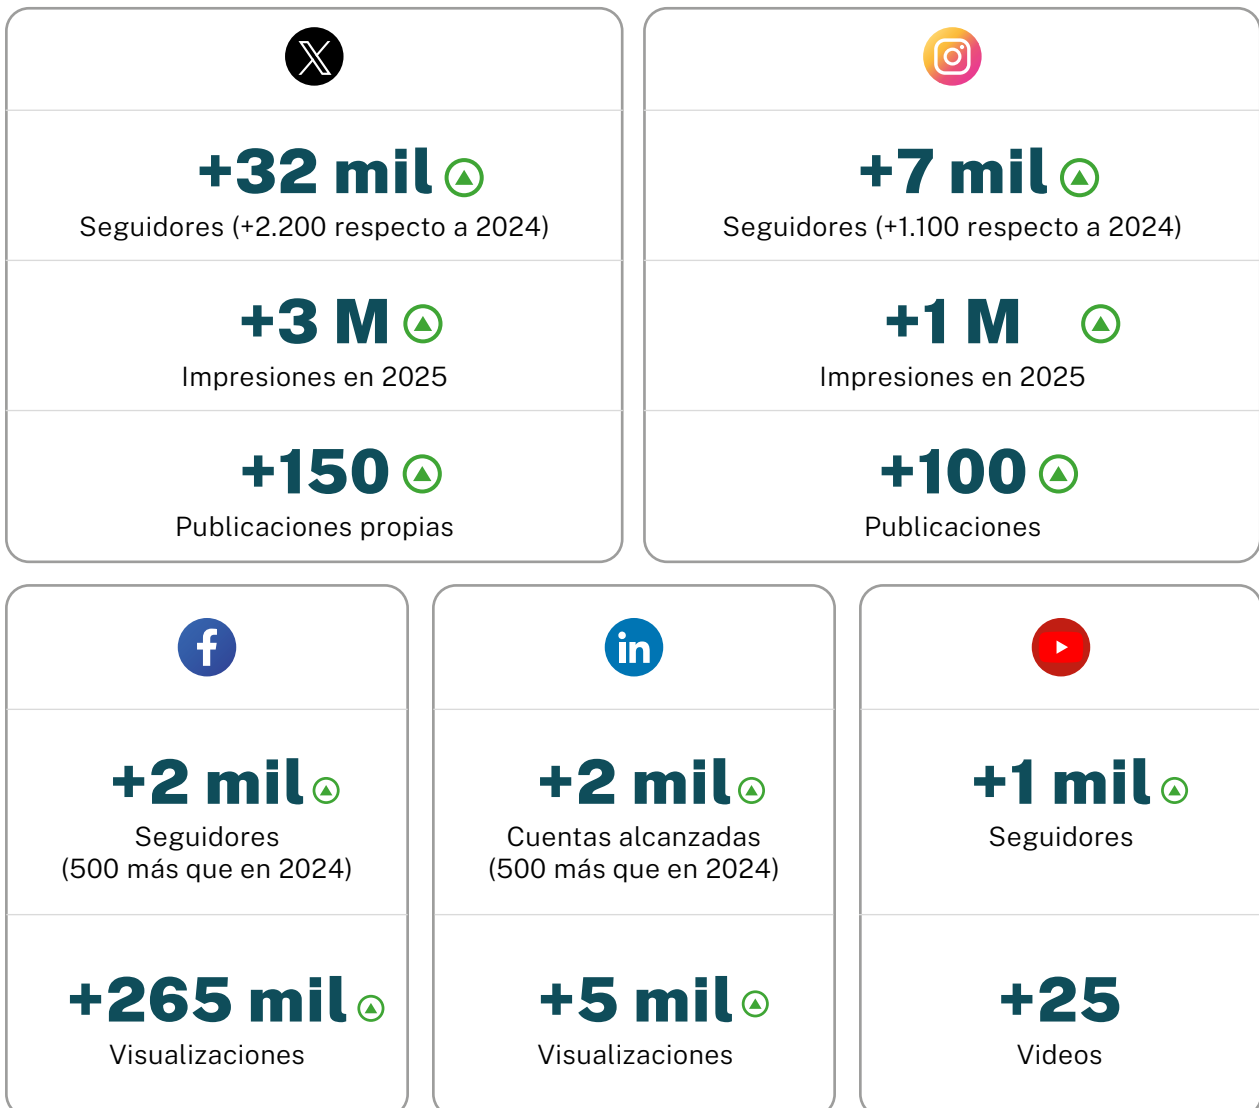 +32 mil
Seguidores (+2.200 respecto a 2024)
+3 M
Impresiones en 2025
+150
Publicaciones propias
+7 mil
Seguidores (+1.100 respecto a 2024)
+1 M
Impresiones en 2025
+100
Publicaciones
+2 mil
Seguidores
(500 más que en 2024)
+265 mil
Visualizaciones
in
+2 mil
Cuentas alcanzadas
(500 más que en 2024)
+5 mil
Visualizaciones
+1 mil
Seguidores
+25
Videos